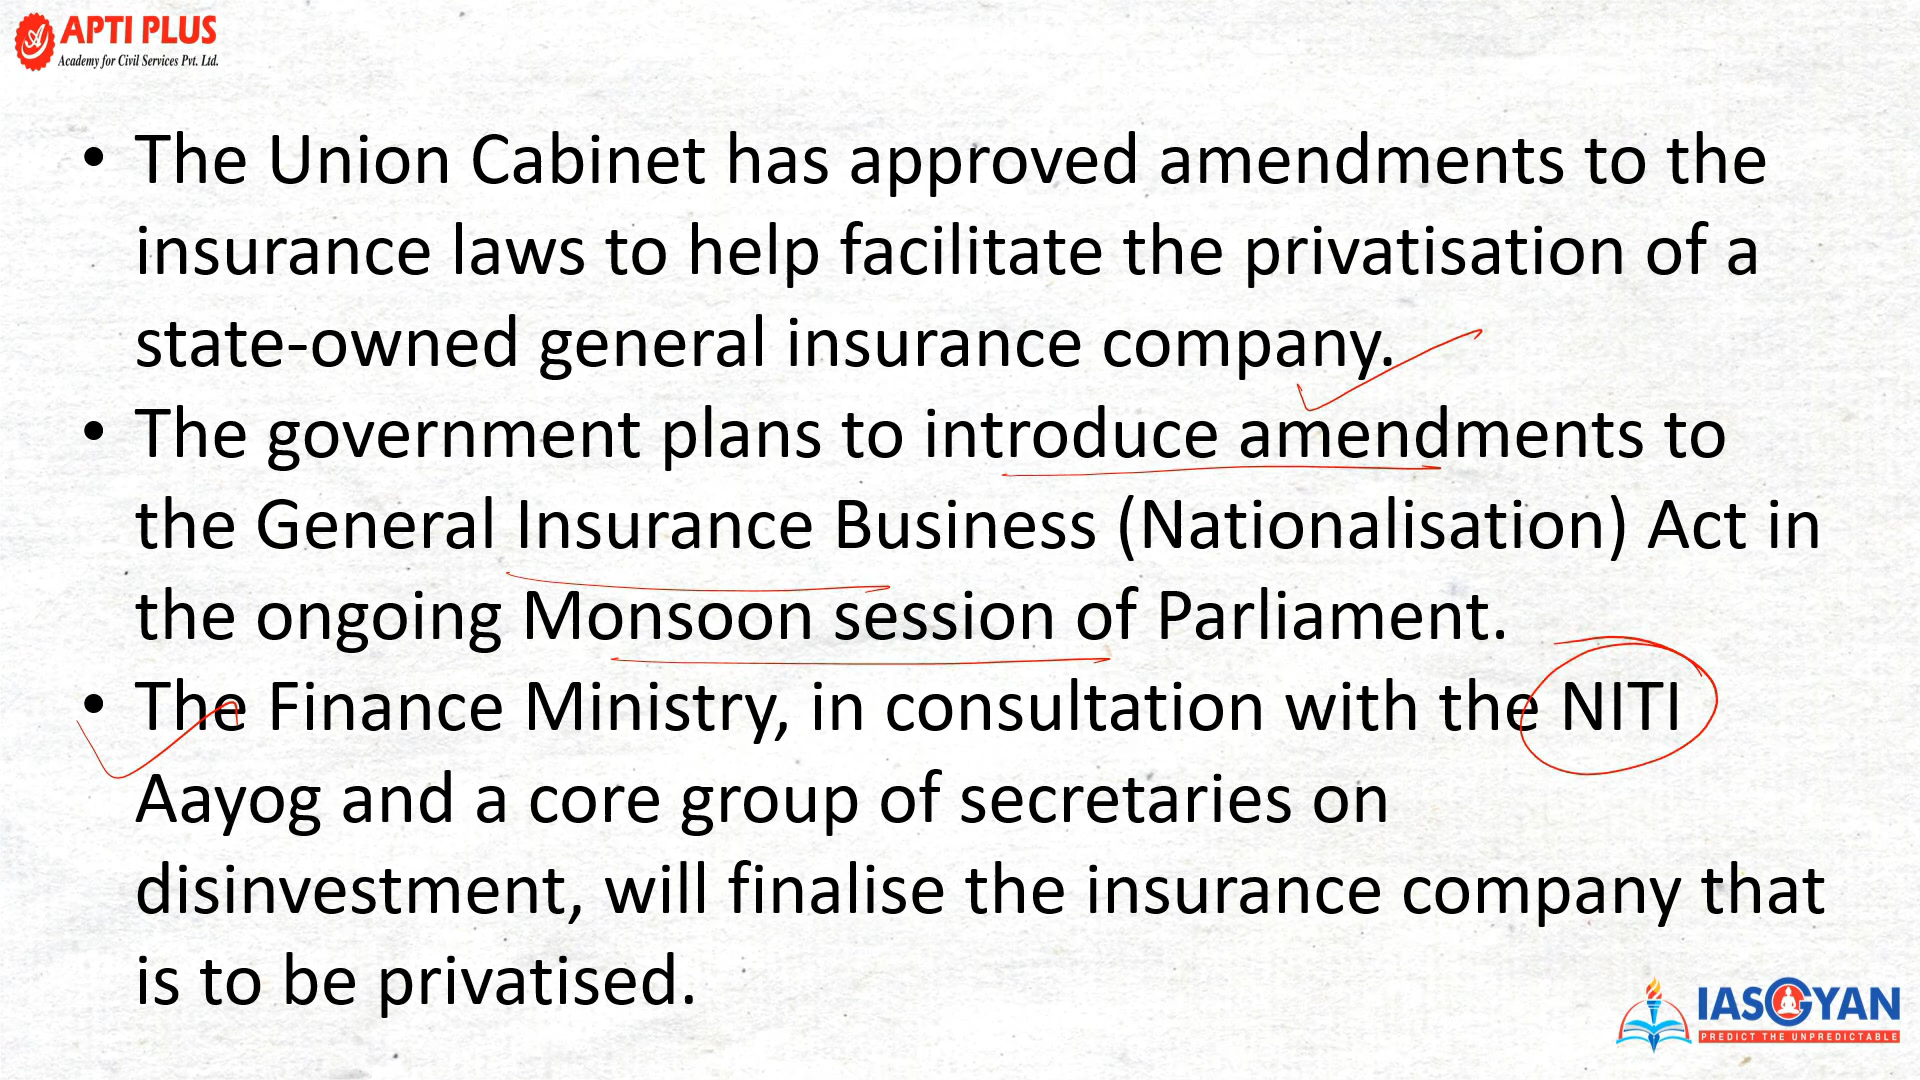 APTI PLUS
Academy for Civil Services Pvt. Ltd.
• The Union Cabinet has approved amendments to the
insurance laws to help facilitate the privatisation of a
state-owned general insurance company.
• The government plans to introduce amendments to
the General Insurance Business (Nationalisation) Act in
the ongoing Monsoon session of Parliament.
• The Finance Ministry, in consultation with the NITI
Aayog and a core group of secretaries on
disinvestment, will finalise the insurance company that
is to be privatised.
IASGYAN
PREDICT THE UNPREDICTABLE